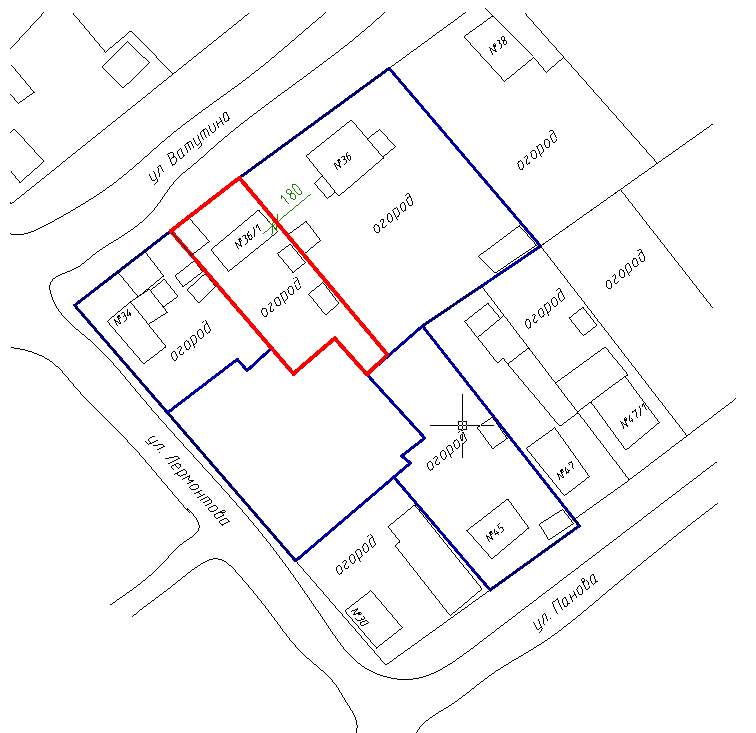 №38
ул Ватутина
огород
№36
180
огород
№36/1
огород
огород
огород
№34
огород
№47/1
ул. Лермонтова
огород
№47
№45
огород
ул. Панова
№30